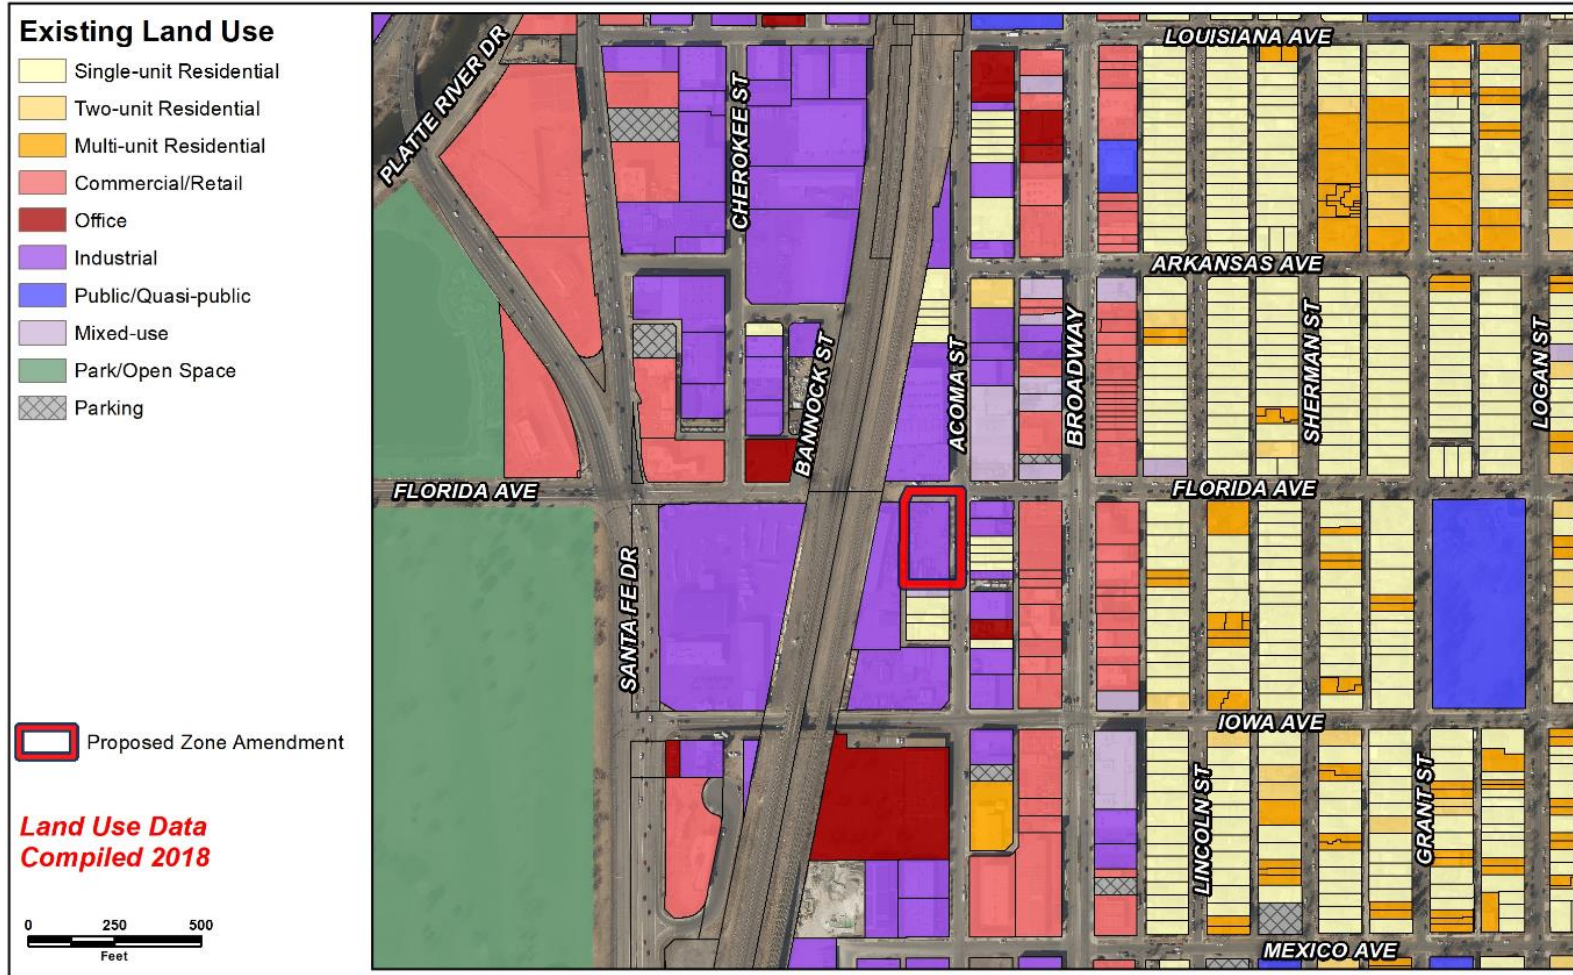 Existing Land Use
Single-unit Residential
Two-unit Residential
Multi-unit Residential
Commercial/Retail
Office
Industrial
Public/Quasi-public
Mixed-use
Park/Open Space
Parking
Proposed Zone Amendment
Land Use Data
Compiled 2018
0 250 500
Feet
PLATTE RIVER DR
CHEROKEE ST
LOUISIANA AVE
ARKANSAS AVE
BANNOCK ST
ACOMA ST
BROADWAY
SHERMAN ST
LOGAN ST
FLORIDA AVE
FLORIDA AVE
SANTA FE DR
IOWA AVE
LINCOLN ST
GRANT ST
MEXICO AVE